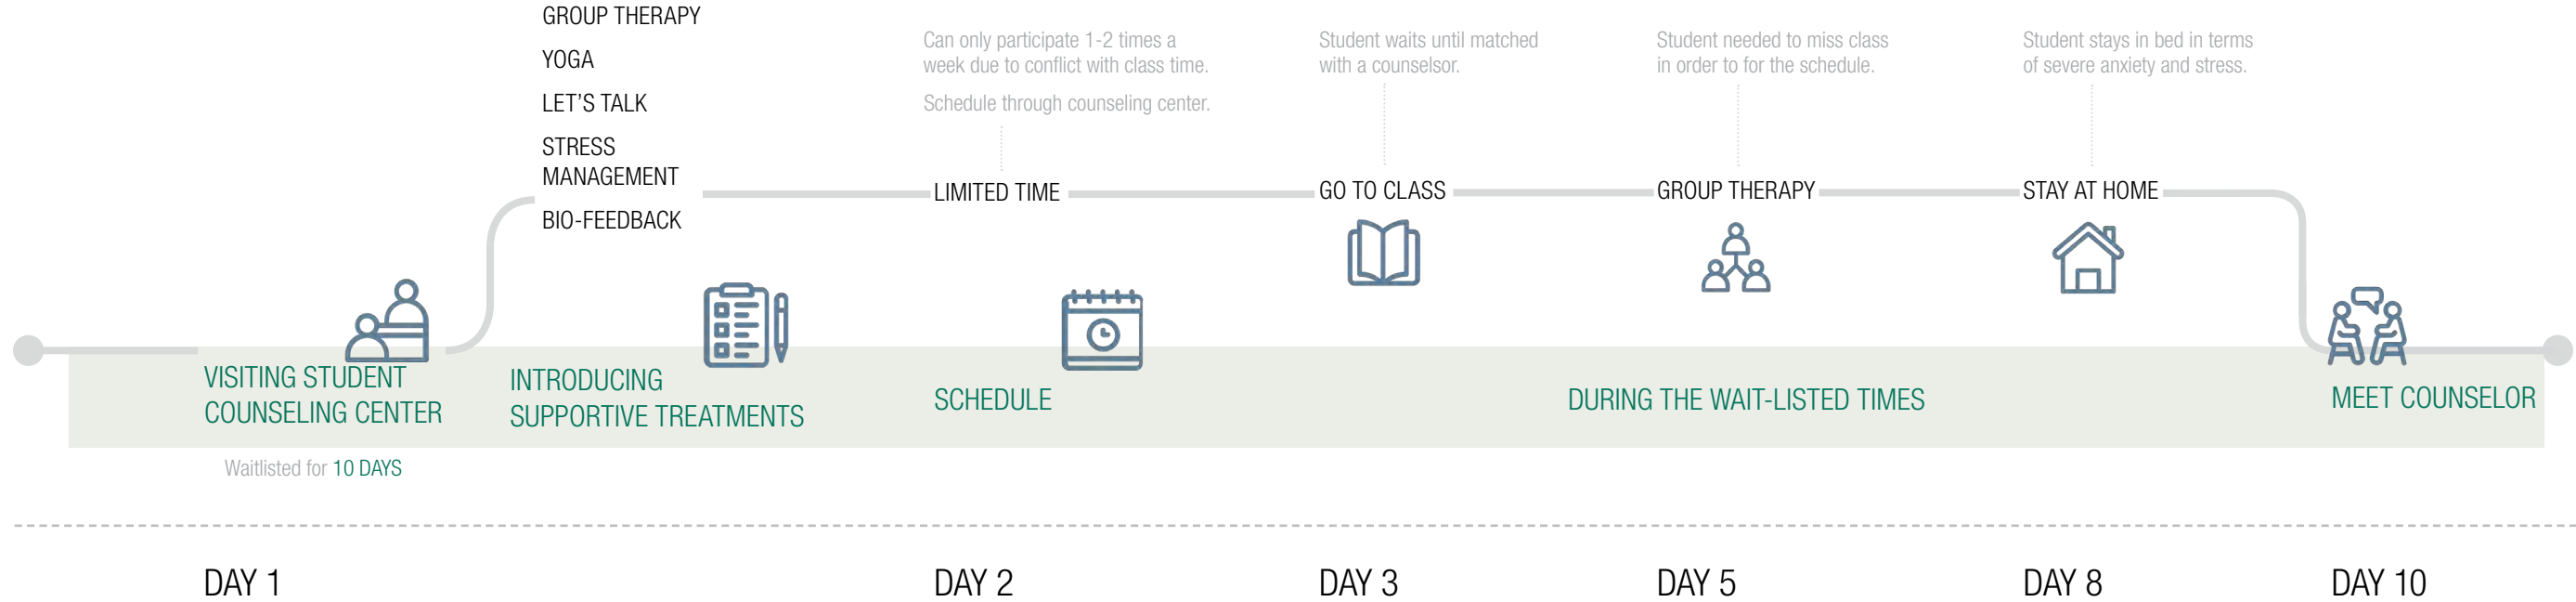 GROUP THERAPY
YOGA
LET'S TALK
STRESS
MANAGEMENT
BIO-FEEDBACK
Can only participate 1-2 times a
week due to conflict with class time.
Schedule through counseling center.
LIMITED TIME
Student waits until matched
with a counselsor.
GO TO CLASS
Student needed to miss class
in order to for the schedule.
GROUP THERAPY
Student stays in bed in terms
of severe anxiety and stress.
STAY AT HOME
VISITING STUDENT
COUNSELING CENTER
Waitlisted for 10 DAYS
INTRODUCING
SUPPORTIVE TREATMENTS
SCHEDULE
DURING THE WAIT-LISTED TIMES
MEET COUNSELOR
DAY 1
DAY 2
DAY 3
DAY 5
DAY 8
DAY 10